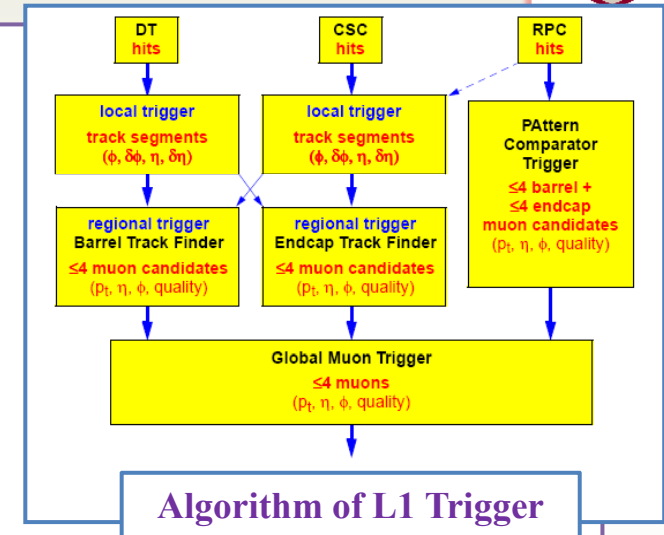 DT
hits
CSC
hits
RPC
hits
local trigger
track segments
(ϕ, δϕ, η, δη)
local trigger
track segments
(ϕ, δϕ, η, δη)
PAttern
Comparator
Trigger
≤4 barrel +
≤4 endcap
muon candidates
(pt, η, ϕ, quality)
regional trigger
Barrel Track Finder
≤4 muon candidates
(pt, η, ϕ, quality)
regional trigger
Endcap Track Finder
≤4 muon candidates
(pt, η, ϕ, quality)
Global Muon Trigger
≤4 muons
(pt, η, ϕ, quality)
Algorithm of L1 Trigger